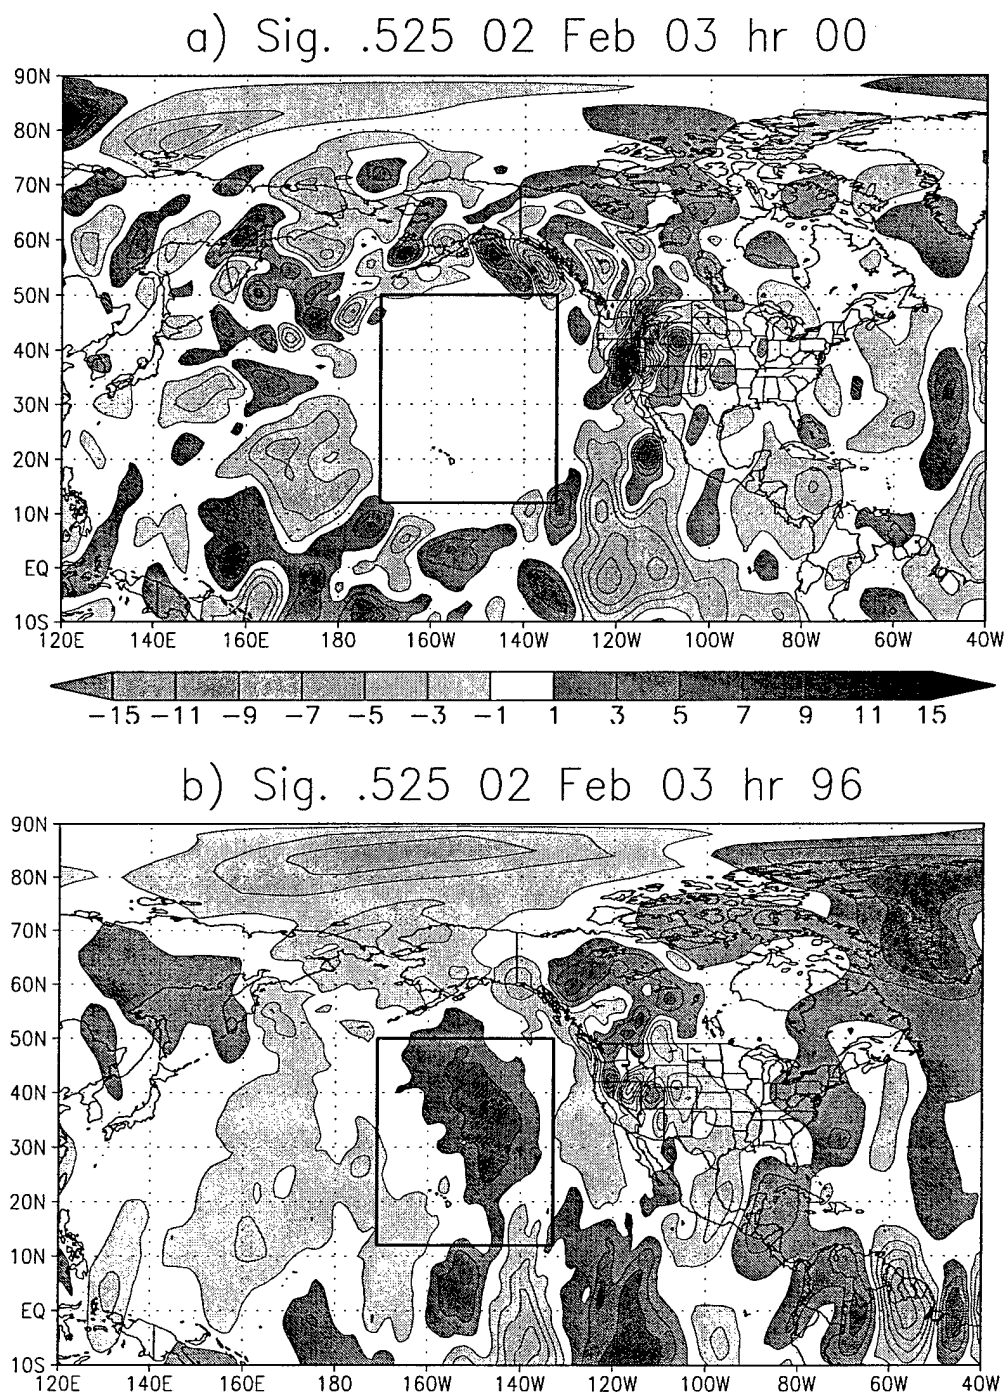 a) Sig. .525 02 Feb 03 hr 00
90N
80N
70N
60N
50N
40N
30N
20N
10N
EQ
10S
120E 140E 160E 180 160W 140W 120W 100W 80W 60W 40W
-15 -11 -9 -7 -5 -3 -1 1 3 5 7 9 11 15
b) Sig. .525 02 Feb 03 hr 96
90N
80N
70N
60N
50N
40N
30N
20N
10N
EQ
10S
120E 140E 160E 180 160W 140W 120W 100W 80W 60W 40W